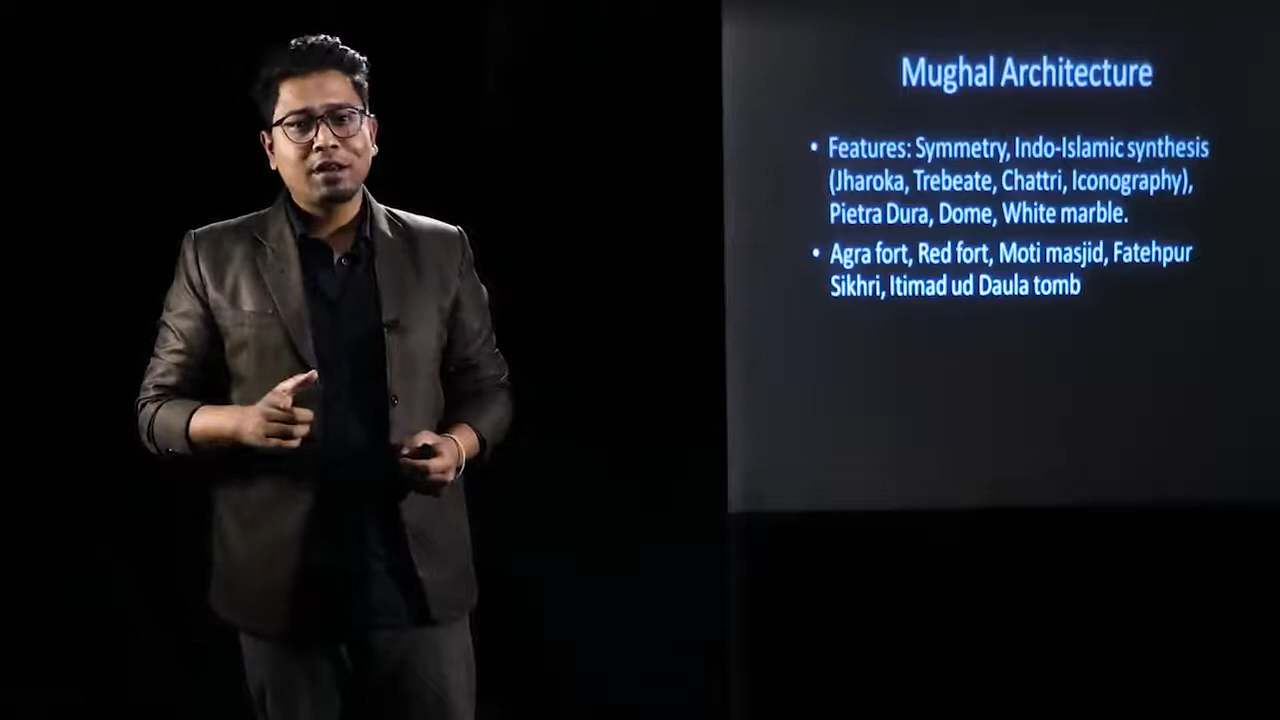 Mughal Architecture
• Features: Symmetry, Indo-Islamic synthesis
(Jharoka, Trebeate, Chattri, Iconography),
Pietra Dura, Dome, White marble.
• Agra fort, Red fort, Moti masjid, Fatehpur
Sikhri, Itimad ud Daula tomb